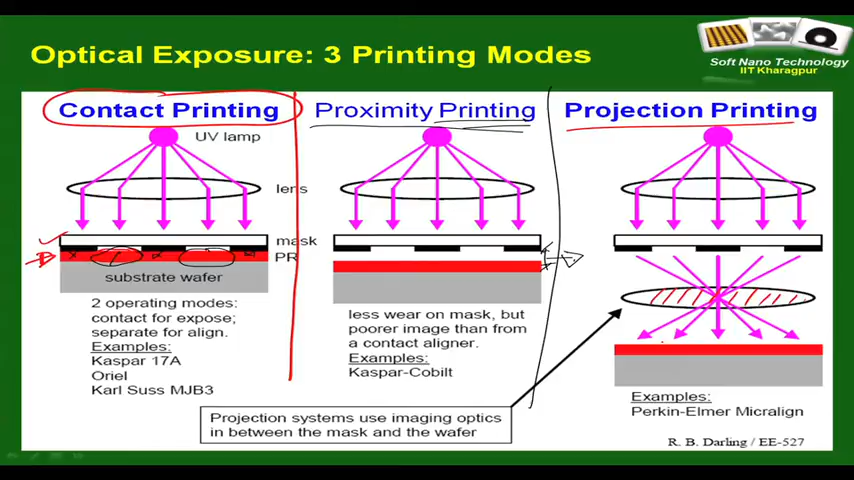 Optical Exposure: 3 Printing Modes
Soft Nano Technology
IIT Kharagpur
Contact Printing
UV lamp
lens
mask
PR
substrate wafer
2 operating modes:
contact for expose;
separate for align.
Examples:
Kaspar 17A
Oriel
Karl Suss MJB3
Proximity Printing
less wear on mask, but
poorer image than from
a contact aligner.
Examples:
Kaspar-Cobilt
Projection Printing
Examples:
Perkin-Elmer Micralign
Projection systems use imaging optics
in between the mask and the wafer
R. B. Darling / EE-527